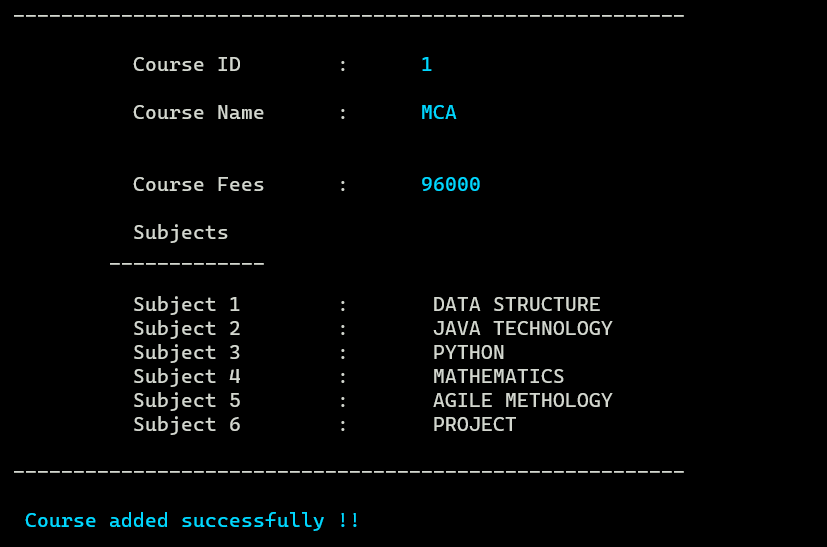 Course ID : 1
Course Name : MCA
Course Fees : 96000
Subjects
Subject 1 : DATA STRUCTURE
Subject 2 : JAVA TECHNOLOGY
Subject 3 : PYTHON
Subject 4 : MATHEMATICS
Subject 5 : AGILE METHOLOGY
Subject 6 : PROJECT
Course added successfully !!